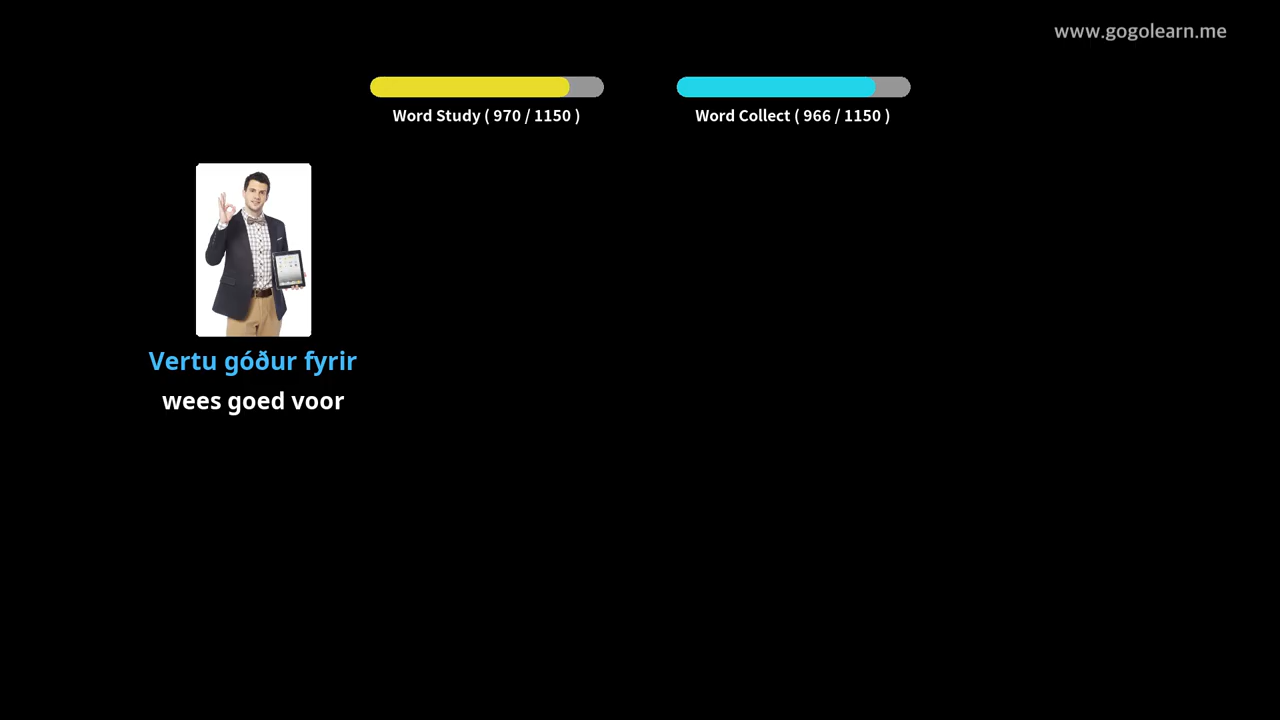 www.gogolearn.me
Word Study ( 970 / 1150 )
Word Collect ( 966 / 1150 )
Vertu góður fyrir
wees goed voor